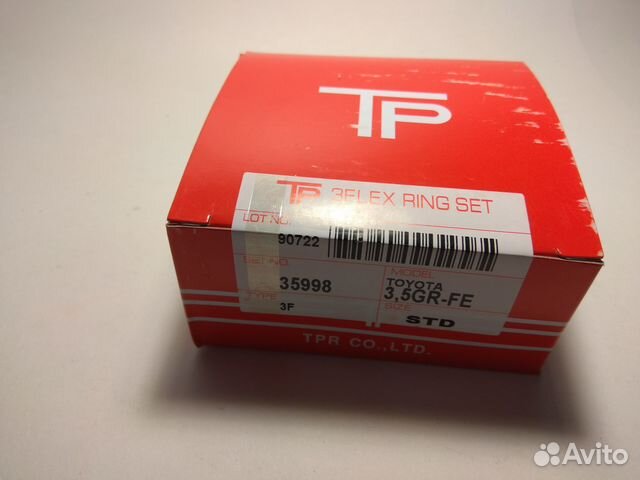 TP
TP 3FLEX RING SET
LOT NO.
90722
SET NO.
MODEL
35998
TOYOTA
3,5GR-FE
TYPE
SIZE
3F
STD
TPR CO.,LTD.
Avito